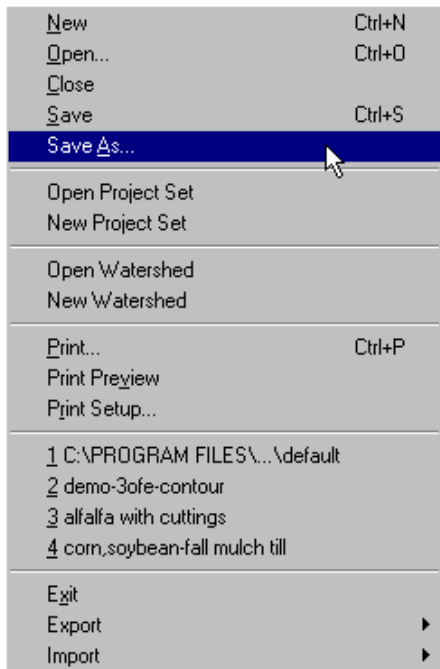 New Ctrl+N
Open... Ctrl+O
Close
Save Ctrl+S
Save As...
Open Project Set
New Project Set
Open Watershed
New Watershed
Print... Ctrl+P
Print Preview
Print Setup...
1 C:\PROGRAM FILES\...\default
2 demo-3ofe-contour
3 alfalfa with cuttings
4 corn,soybean-fall mulch till
Exit
Export
Import